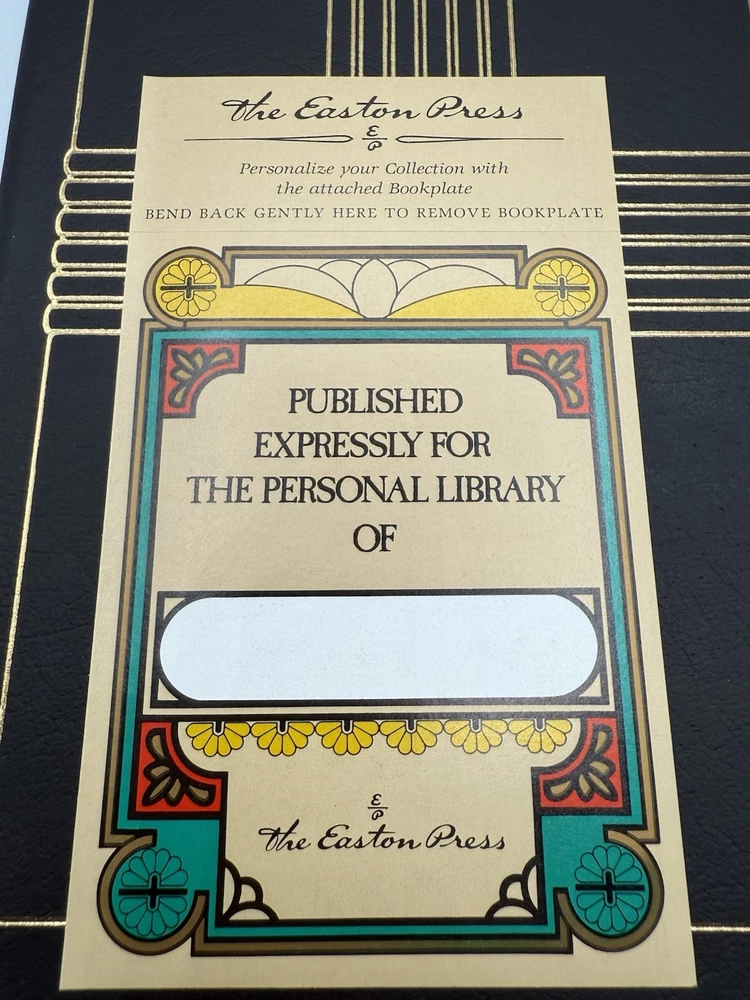 The Easton Press
E
P
Personalize your Collection with
the attached Bookplate
BEND BACK GENTLY HERE TO REMOVE BOOKPLATE
PUBLISHED
EXPRESSLY FOR
THE PERSONAL LIBRARY
OF
E
P
The Easton Press